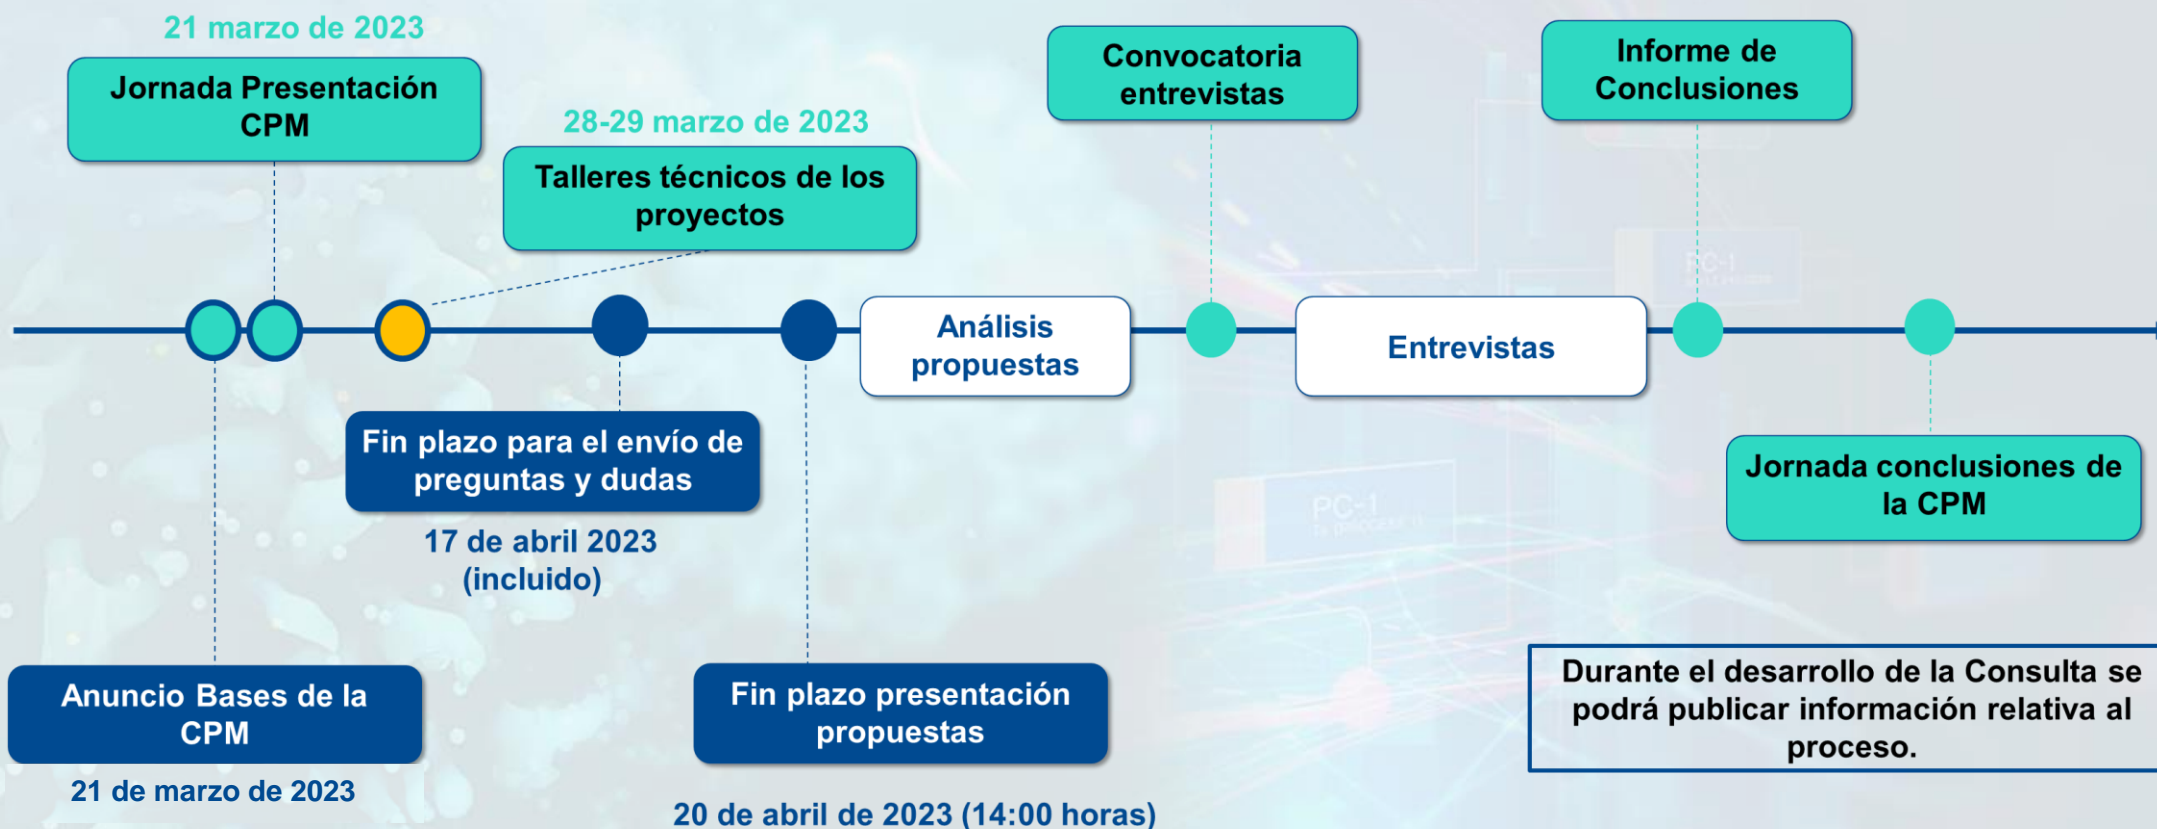 21 marzo de 2023
Jornada Presentación
CPM
28-29 marzo de 2023
Talleres técnicos de los
proyectos
Convocatoria
entrevistas
Informe de
Conclusiones
Análisis
propuestas
Entrevistas
Fin plazo para el envío de
preguntas y dudas
17 de abril 2023
(incluido)
Jornada conclusiones de
la CPM
Anuncio Bases de la
CPM
21 de marzo de 2023
Fin plazo presentación
propuestas
20 de abril de 2023 (14:00 horas)
Durante el desarrollo de la Consulta se
podrá publicar información relativa al
proceso.
PC-1
PC-1